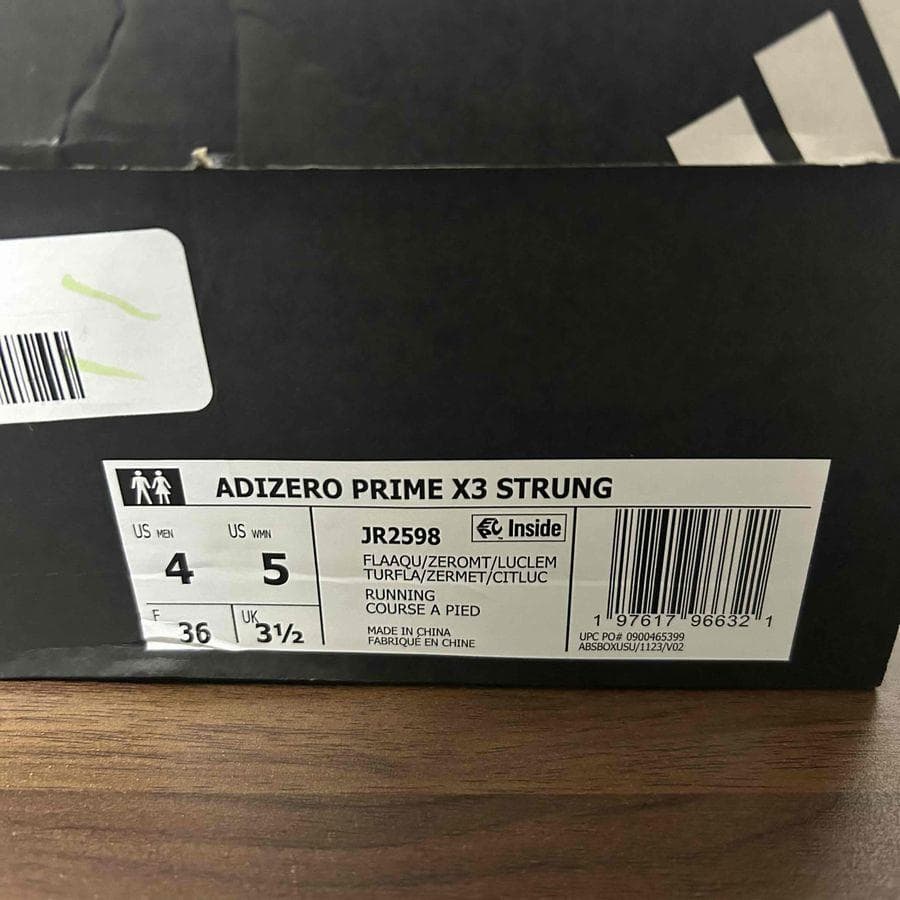 ADIZERO PRIME X3 STRUNG
US MEN
4
US WMN
5
F
36
UK
3½
JR2598
Inside
FLAAQU/ZEROMT/LUCLEM
TURFLA/ZERMET/CITLUC
RUNNING
COURSE A PIED
MADE IN CHINA
FABRIQUÉ EN CHINE
1 97617 96632 1
UPC PO# 0900465399
ABSBOXUSU/1123/V02